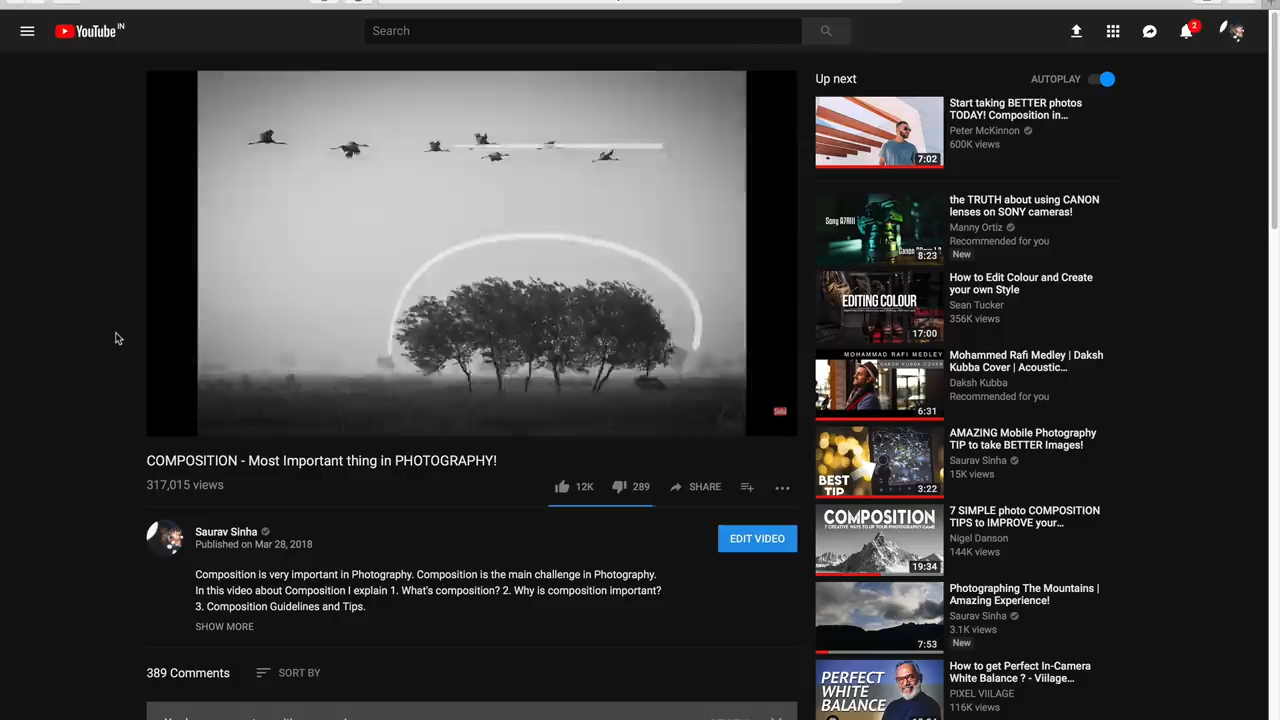 YouTube IN
Search
2
Up next
AUTOPLAY
Start taking BETTER photos
TODAY! Composition in...
Peter McKinnon
600K views
7:02
the TRUTH about using CANON
lenses on SONY cameras!
Manny Ortiz
Recommended for you
New
Sony A7RIII
8:23
How to Edit Colour and Create
your own Style
Sean Tucker
356K views
EDITING COLOUR
17:00
MOHAMMAD RAFI MEDLEY
DAKSH KUBBA COVER
Mohammed Rafi Medley | Daksh
Kubba Cover | Acoustic...
Daksh Kubba
Recommended for you
6:31
AMAZING Mobile Photography
TIP to take BETTER Images!
Saurav Sinha
15K views
BEST
TIP
3:22
COMPOSITION
7 CREATIVE WAYS TO UP YOUR PHOTOGRAPHY GAME
7 SIMPLE photo COMPOSITION
TIPS to IMPROVE your...
Nigel Danson
144K views
19:34
Photographing The Mountains |
Amazing Experience!
Saurav Sinha
3.1K views
New
7:53
PERFECT
WHITE
BALANCE
How to get Perfect In-Camera
White Balance ? - Viilage...
PIXEL VIILAGE
116K views
COMPOSITION - Most Important thing in PHOTOGRAPHY!
317,015 views
12K
289
SHARE
Saurav Sinha
Published on Mar 28, 2018
EDIT VIDEO
Composition is very important in Photography. Composition is the main challenge in Photography.
In this video about Composition I explain 1. What's composition? 2. Why is composition important?
3. Composition Guidelines and Tips.
SHOW MORE
389 Comments
SORT BY